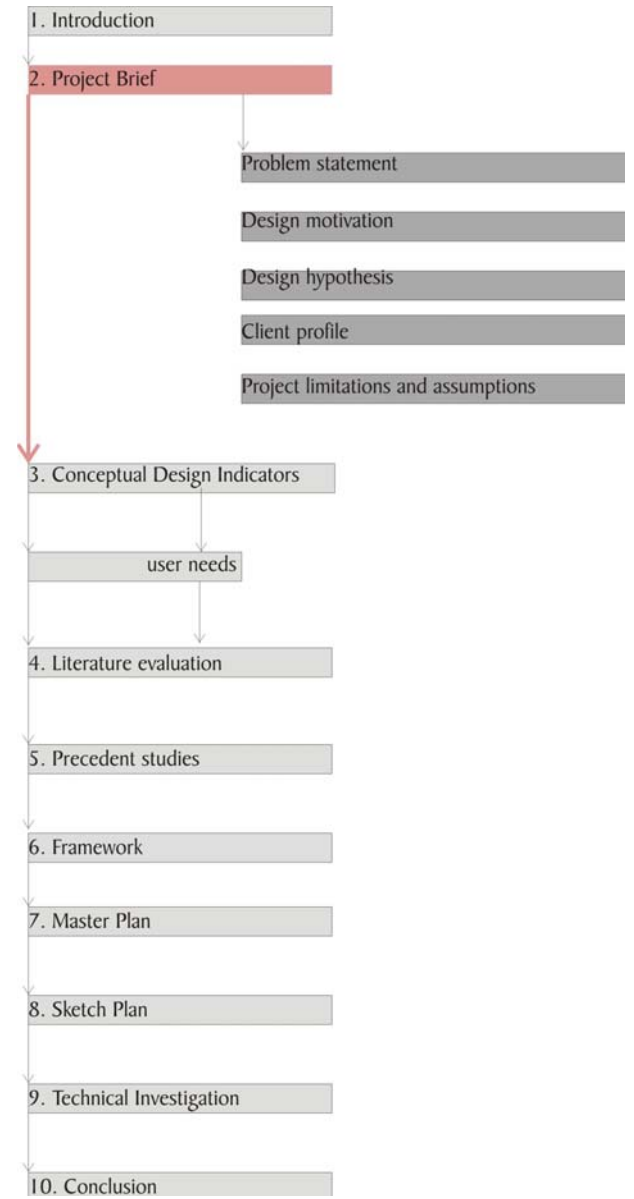 1. Introduction
2. Project Brief
Problem statement
Design motivation
Design hypothesis
Client profile
Project limitations and assumptions
3. Conceptual Design Indicators
user needs
4. Literature evaluation
5. Precedent studies
6. Framework
7. Master Plan
8. Sketch Plan
9. Technical Investigation
10. Conclusion